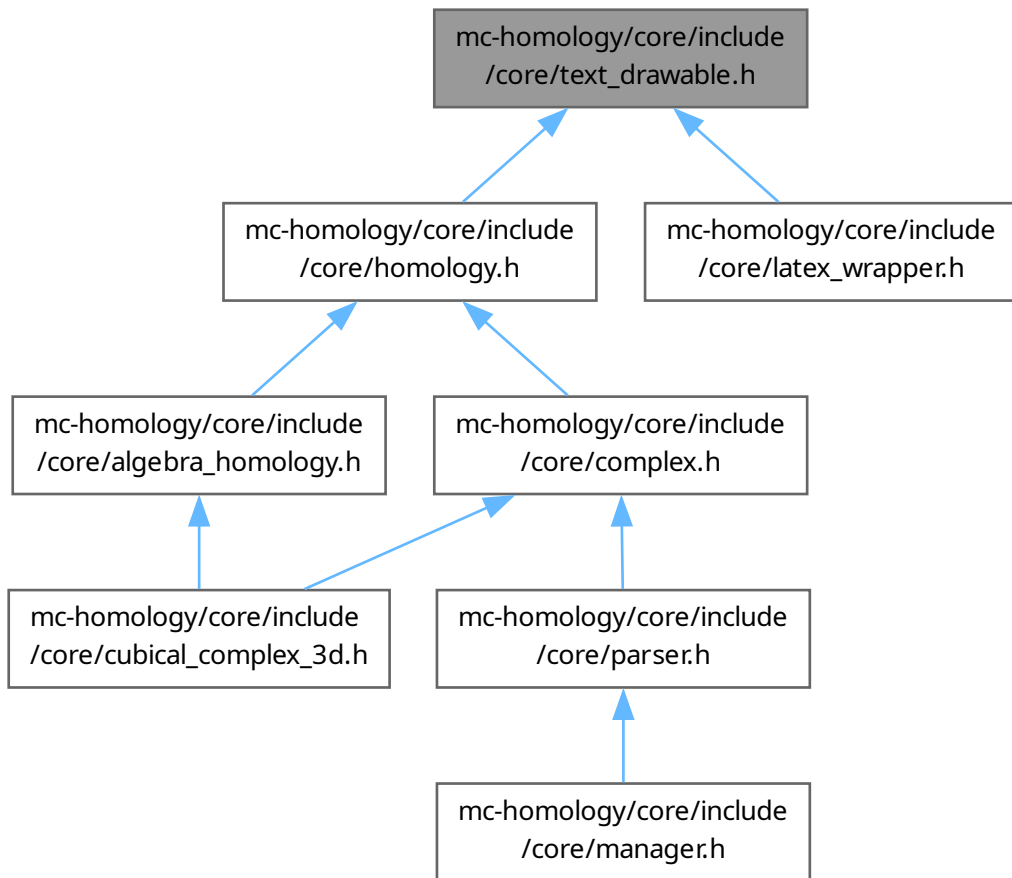 mc-homology/core/include
/core/text_drawable.h
mc-homology/core/include
/core/homology.h
mc-homology/core/include
/core/latex_wrapper.h
mc-homology/core/include
/core/algebra_homology.h
mc-homology/core/include
/core/complex.h
mc-homology/core/include
/core/cubical_complex_3d.h
mc-homology/core/include
/core/parser.h
mc-homology/core/include
/core/manager.h